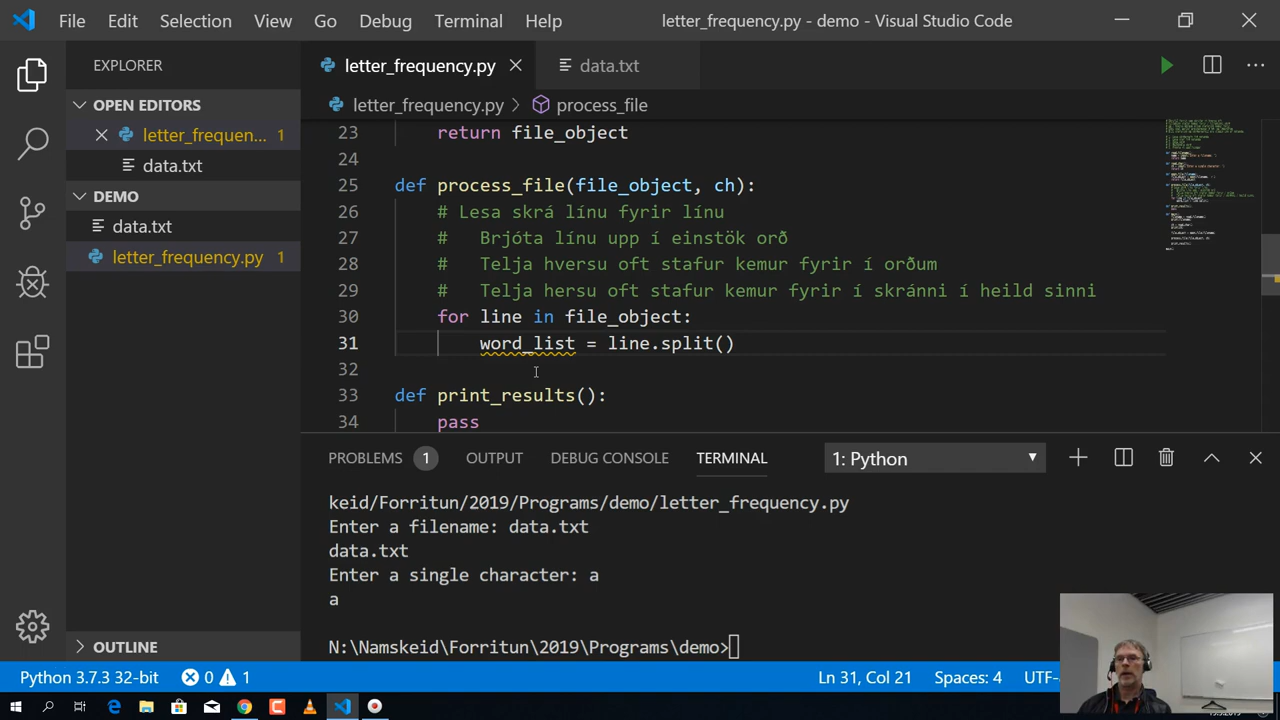 File Edit Selection View Go Debug Terminal Help letter_frequency.py - demo - Visual Studio Code
EXPLORER
letter_frequency.py data.txt
OPEN EDITORS
letter_frequency.py > process_file
letter_frequen... 1
data.txt
DEMO
data.txt
letter_frequency.py 1
23 return file_object
24
25 def process_file(file_object, ch):
26 # Lesa skrá línu fyrir línu
27 # Brjóta línu upp í einstök orð
28 # Telja hversu oft stafur kemur fyrir í orðum
29 # Telja hersu oft stafur kemur fyrir í skránni í heild sinni
30 for line in file_object:
31 word_list = line.split()
32
33 def print_results():
34 pass
PROBLEMS 1 OUTPUT DEBUG CONSOLE TERMINAL 1: Python
keid/Forritun/2019/Programs/demo/letter_frequency.py
Enter a filename: data.txt
data.txt
Enter a single character: a
a
N:\Namskeid\Forritun\2019\Programs\demo>
OUTLINE
Python 3.7.3 32-bit 0 1 Ln 31, Col 21 Spaces: 4 UTF-